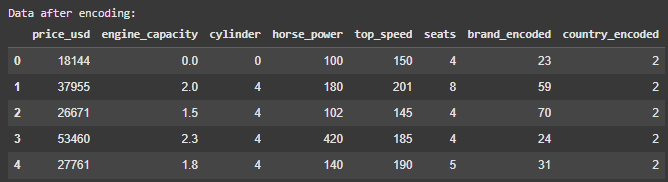 Data after encoding:
price_usd engine_capacity cylinder horse_power top_speed seats brand_encoded country_encoded
0 18144 0.0 0 100 150 4 23 2
1 37955 2.0 4 180 201 8 59 2
2 26671 1.5 4 102 145 4 70 2
3 53460 2.3 4 420 185 4 24 2
4 27761 1.8 4 140 190 5 31 2